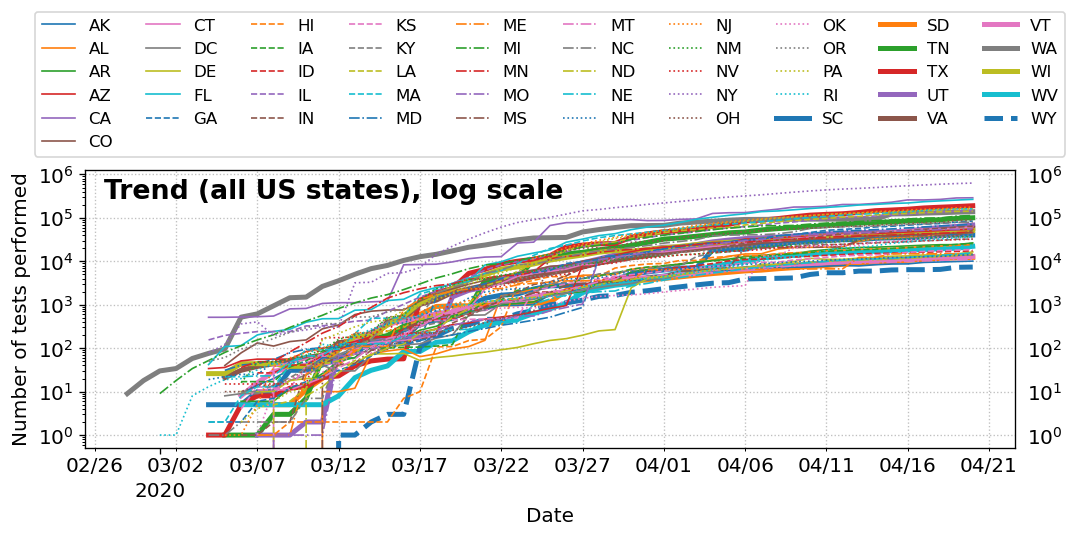 AK CT HI KS ME MT NJ OK SD VT
AL DC IA KY MI NC NM OR TN WA
AR DE ID LA MN ND NV PA TX WI
AZ FL IL MA MO NE NY RI UT WV
CA GA IN MD MS NH OH SC VA WY
CO
Trend (all US states), log scale
Number of tests performed
10^6 10^6
10^5 10^5
10^4 10^4
10^3 10^3
10^2 10^2
10^1 10^1
10^0 10^0
02/26 03/02 03/07 03/12 03/17 03/22 03/27 04/01 04/06 04/11 04/16 04/21
2020
Date